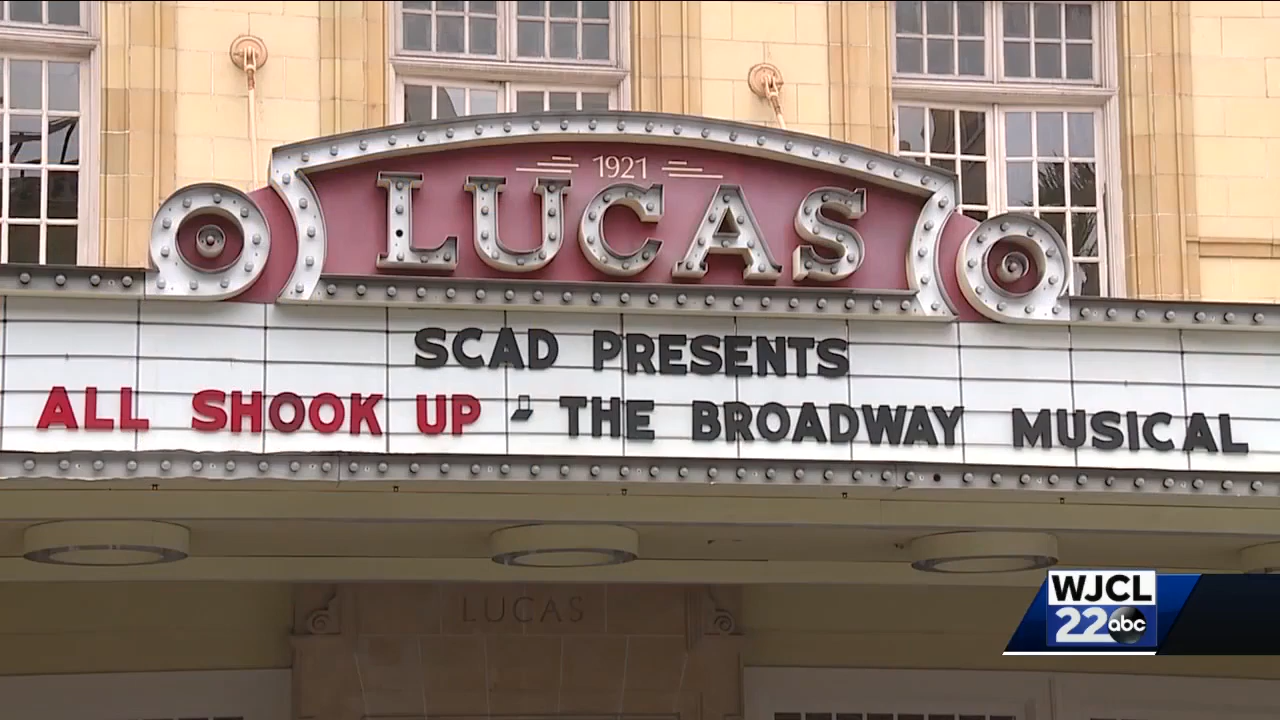 1921
LUCAS
SCAD PRESENTS
ALL SHOOK UP - THE BROADWAY MUSICAL
LUCAS
WJCL
22 abc